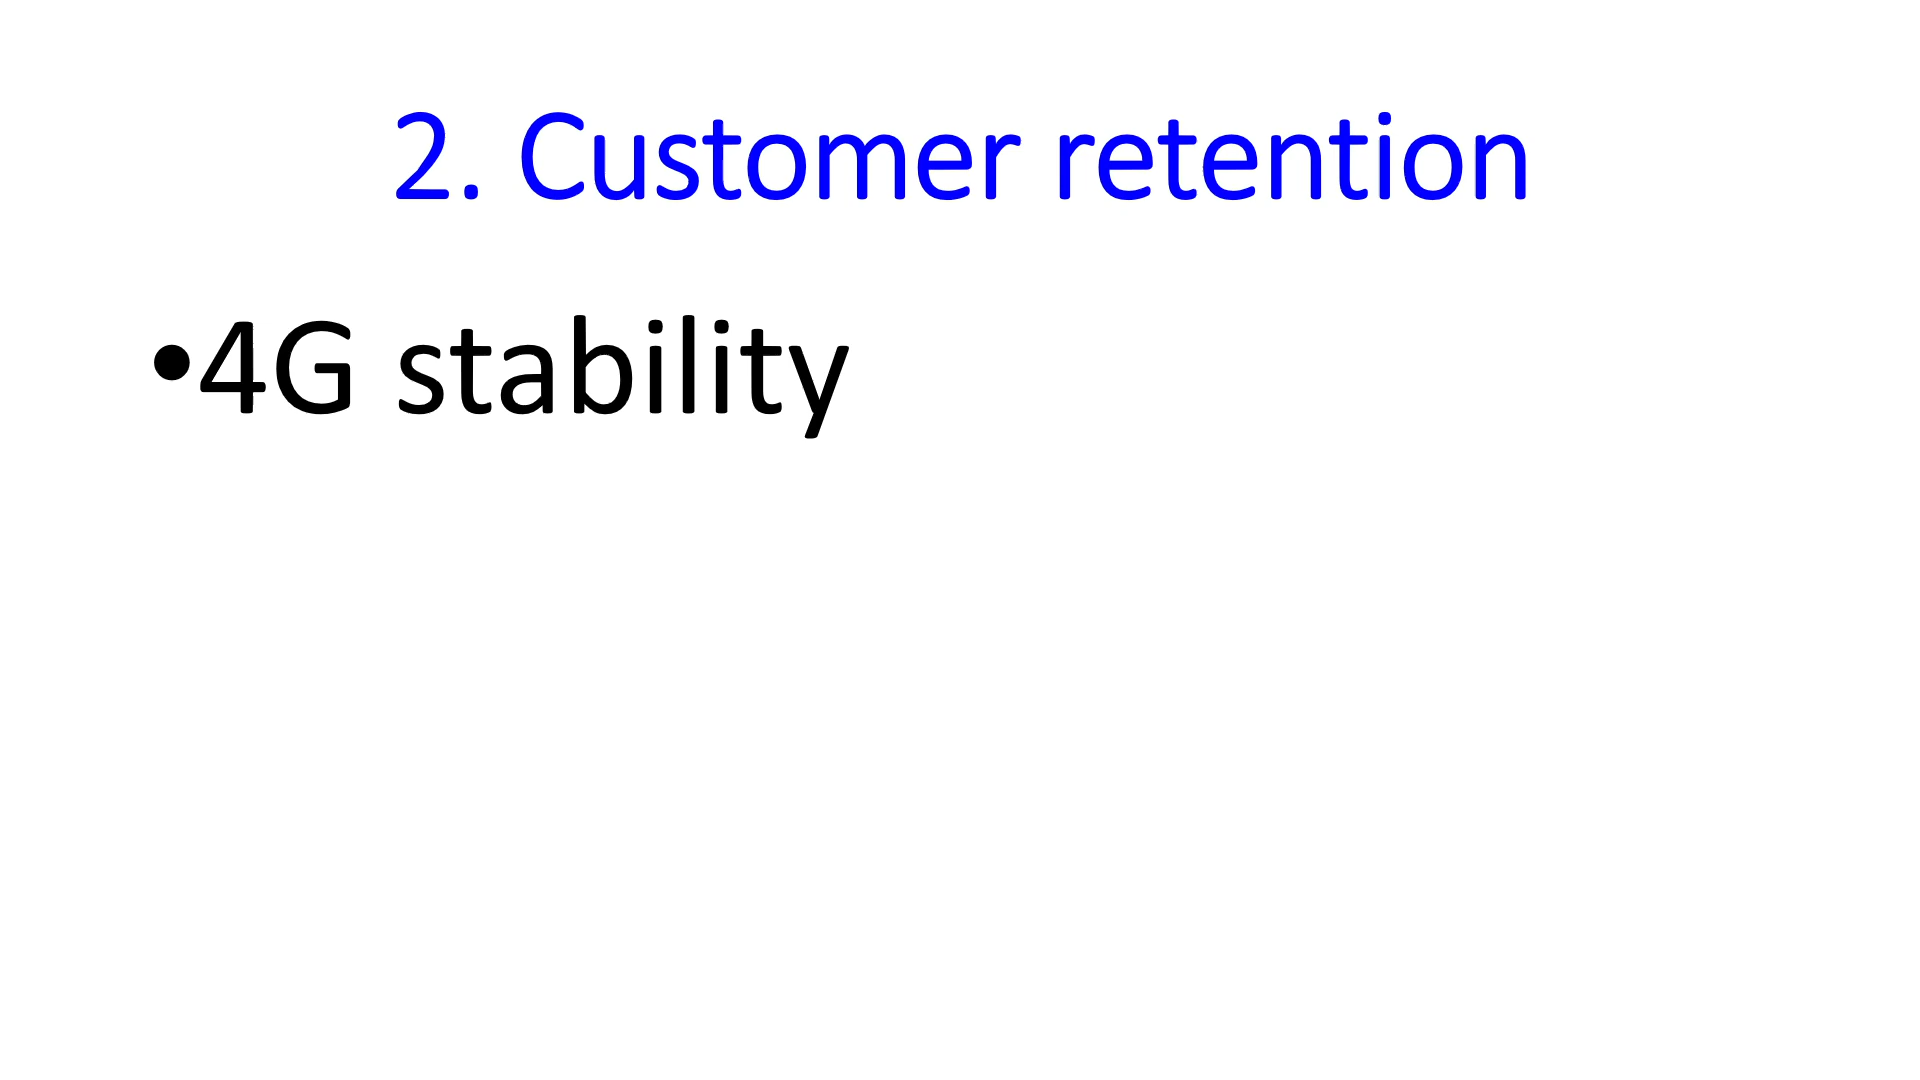 2. Customer retention
•4G stability